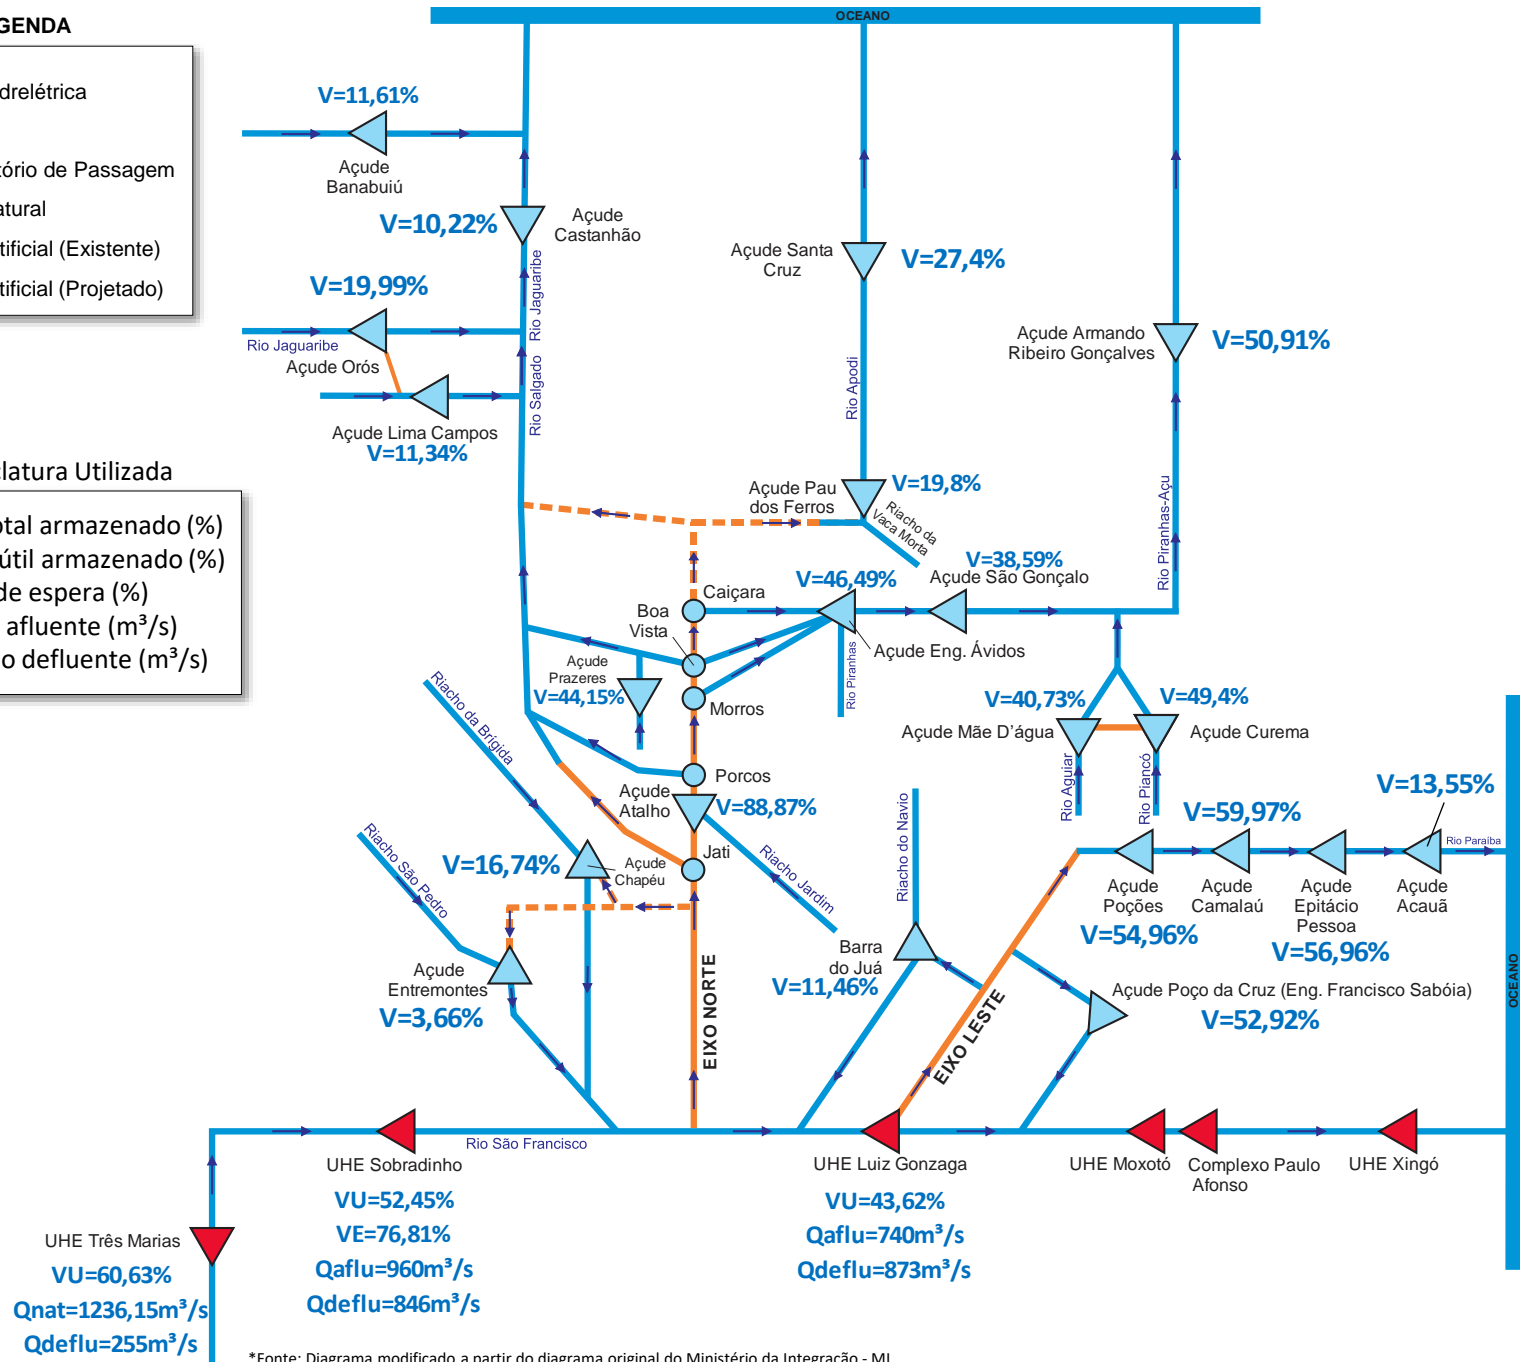 GENDA
drelétrica
tório de Passagem
atural
tificial (Existente)
tificial (Projetado)
clatura Utilizada
otal armazenado (%)
útil armazenado (%)
de espera (%)
afluente (m³/s)
o defluente (m³/s)
OCEANO
V=11,61%
Açude
Banabuiú
V=10,22%
Açude
Castanhão
Rio Jaguaribe
V=19,99%
Rio Jaguaribe
Açude Orós
Rio Salgado
Açude Lima Campos
V=11,34%
Açude Santa
Cruz
V=27,4%
Rio Apodi
Açude Armando
Ribeiro Gonçalves
V=50,91%
Rio Piranhas-Açu
Açude Pau
dos Ferros
V=19,8%
Riacho da
Vaca Morta
V=38,59%
Açude São Gonçalo
V=46,49%
Açude Eng. Ávidos
Rio Piranhas
Caiçara
Boa
Vista
Morros
Açude
Prazeres
V=44,15%
Porcos
Açude
Atalho
V=88,87%
Jati
Riacho Jardim
Riacho da Brígida
Riacho São Pedro
V=16,74%
Açude
Chapéu
Açude
Entremontes
V=3,66%
EIXO NORTE
V=40,73%
Açude Mãe D'água
V=49,4%
Açude Curema
Rio Aguiar
Rio Piancó
V=13,55%
V=59,97%
Rio Paraíba
Açude
Poções
V=54,96%
Açude
Camalaú
Açude
Epitácio
Pessoa
V=56,96%
Açude
Acauã
Riacho do Navio
Barra
do Juá
V=11,46%
EIXO LESTE
Açude Poço da Cruz (Eng. Francisco Sabóia)
V=52,92%
OCEANO
Rio São Francisco
UHE Sobradinho
VU=52,45%
VE=76,81%
Qaflu=960m³/s
Qdeflu=846m³/s
UHE Luiz Gonzaga
VU=43,62%
Qaflu=740m³/s
Qdeflu=873m³/s
UHE Moxotó
Complexo Paulo
Afonso
UHE Xingó
UHE Três Marias
VU=60,63%
Qnat=1236,15m³/s
Qdeflu=255m³/s
*Fonte: Diagrama modificado a partir do diagrama original do Ministério da Integração - MI